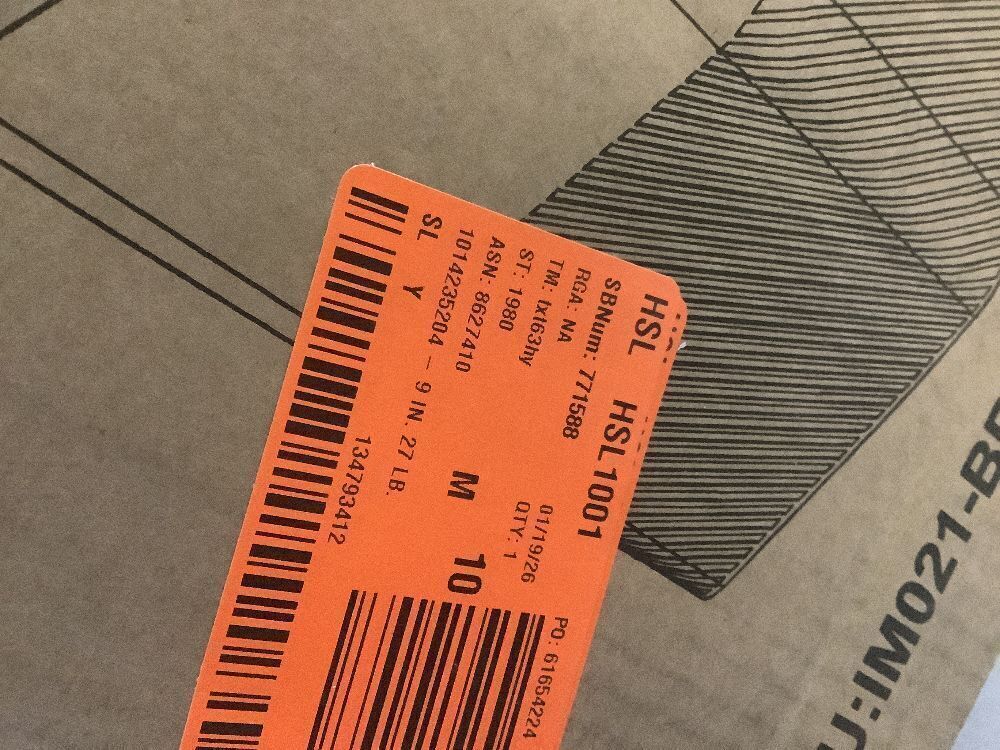 HSL HSL1001
SBNum: 771588
RGA: NA
TM: txl63hy 01/19/26
ST: 1980 QTY: 1
PO: 61654224
ASN: 8627410 M 10
1014235204 - 9 IN. 27 LB.
SL Y
134793412
U:IM021-B